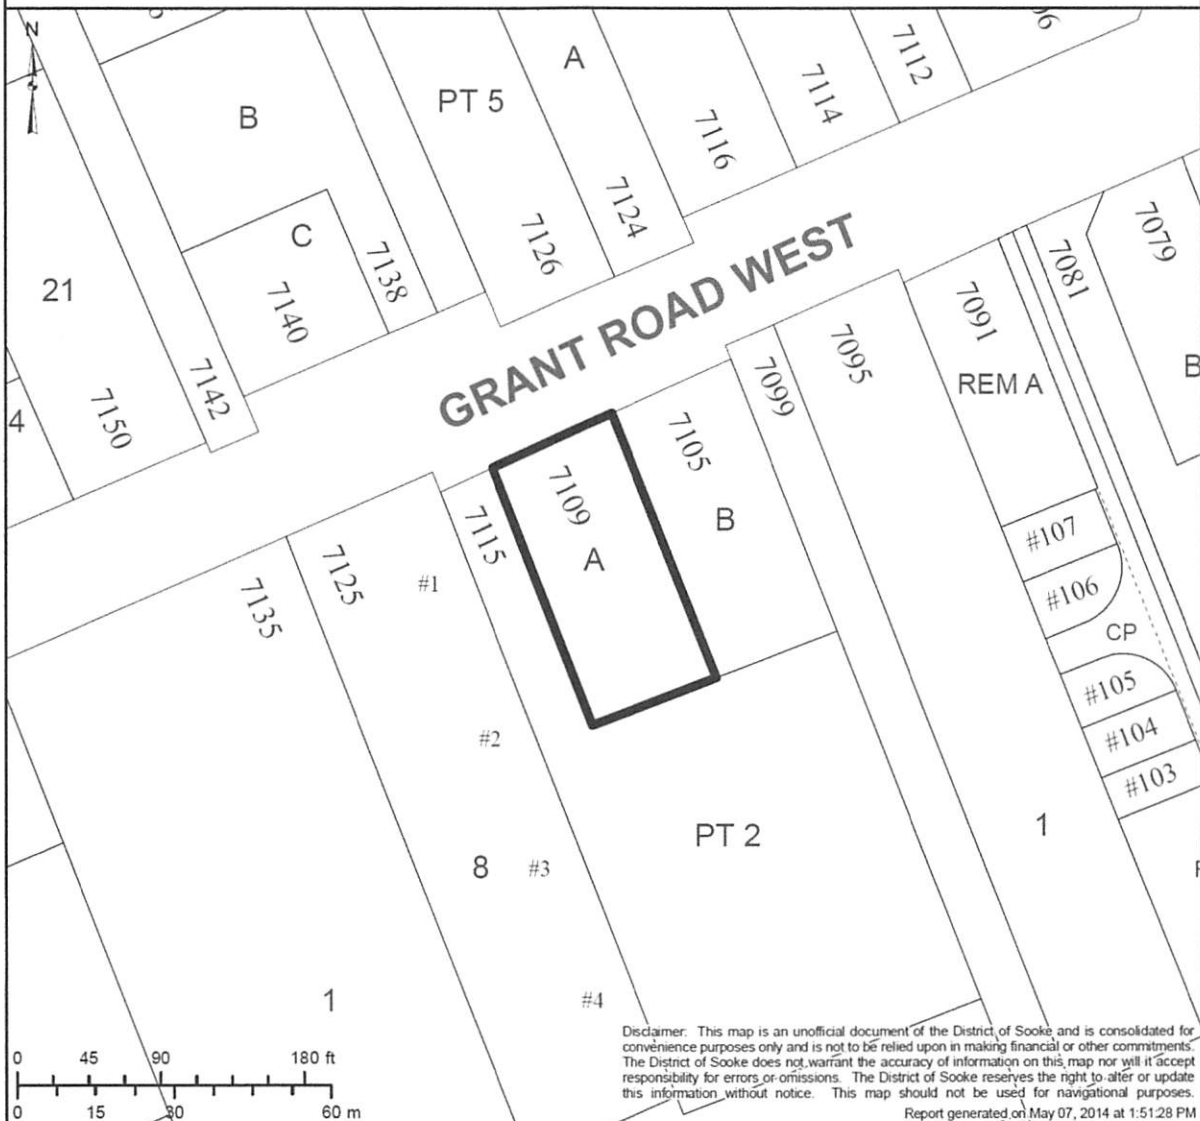 N
B
PT 5
A
7116
7114
7112
C
7138
7126
7124
7079
7081
21
7140
7142
7150
4
GRANT ROAD WEST
7091
7095
7099
REM A
B
7105
B
7109
A
7115
7125
#1
7135
#107
#106
CP
#105
#104
#103
#2
PT 2
1
8
#3
1
#4
0 45 90 180 ft
0 15 30 60 m
Disclaimer: This map is an unofficial document of the District of Sooke and is consolidated for
convenience purposes only and is not to be relied upon in making financial or other commitments.
The District of Sooke does not warrant the accuracy of information on this map nor will it accept
responsibility for errors or omissions. The District of Sooke reserves the right to alter or update
this information without notice. This map should not be used for navigational purposes.
Report generated on May 07, 2014 at 1:51:28 PM